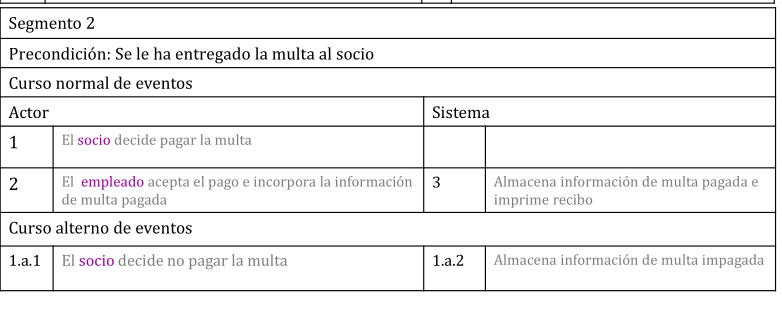 Segmento 2
Precondición: Se le ha entregado la multa al socio
Curso normal de eventos
Actor Sistema
1 El socio decide pagar la multa
2 El empleado acepta el pago e incorpora la información 3 Almacena información de multa pagada e
de multa pagada imprime recibo
Curso alterno de eventos
1.a.1 El socio decide no pagar la multa 1.a.2 Almacena información de multa impagada